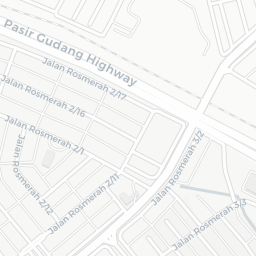 Pasir Gudang Highway
Jalan Rosmerah 2/17
Jalan Rosmerah 2/16
Jalan Rosmerah 2/1
Jalan Rosmerah 3/2
Jalan Rosmerah 2/12
Jalan Rosmerah 2/11
Jalan Rosmerah 3/3